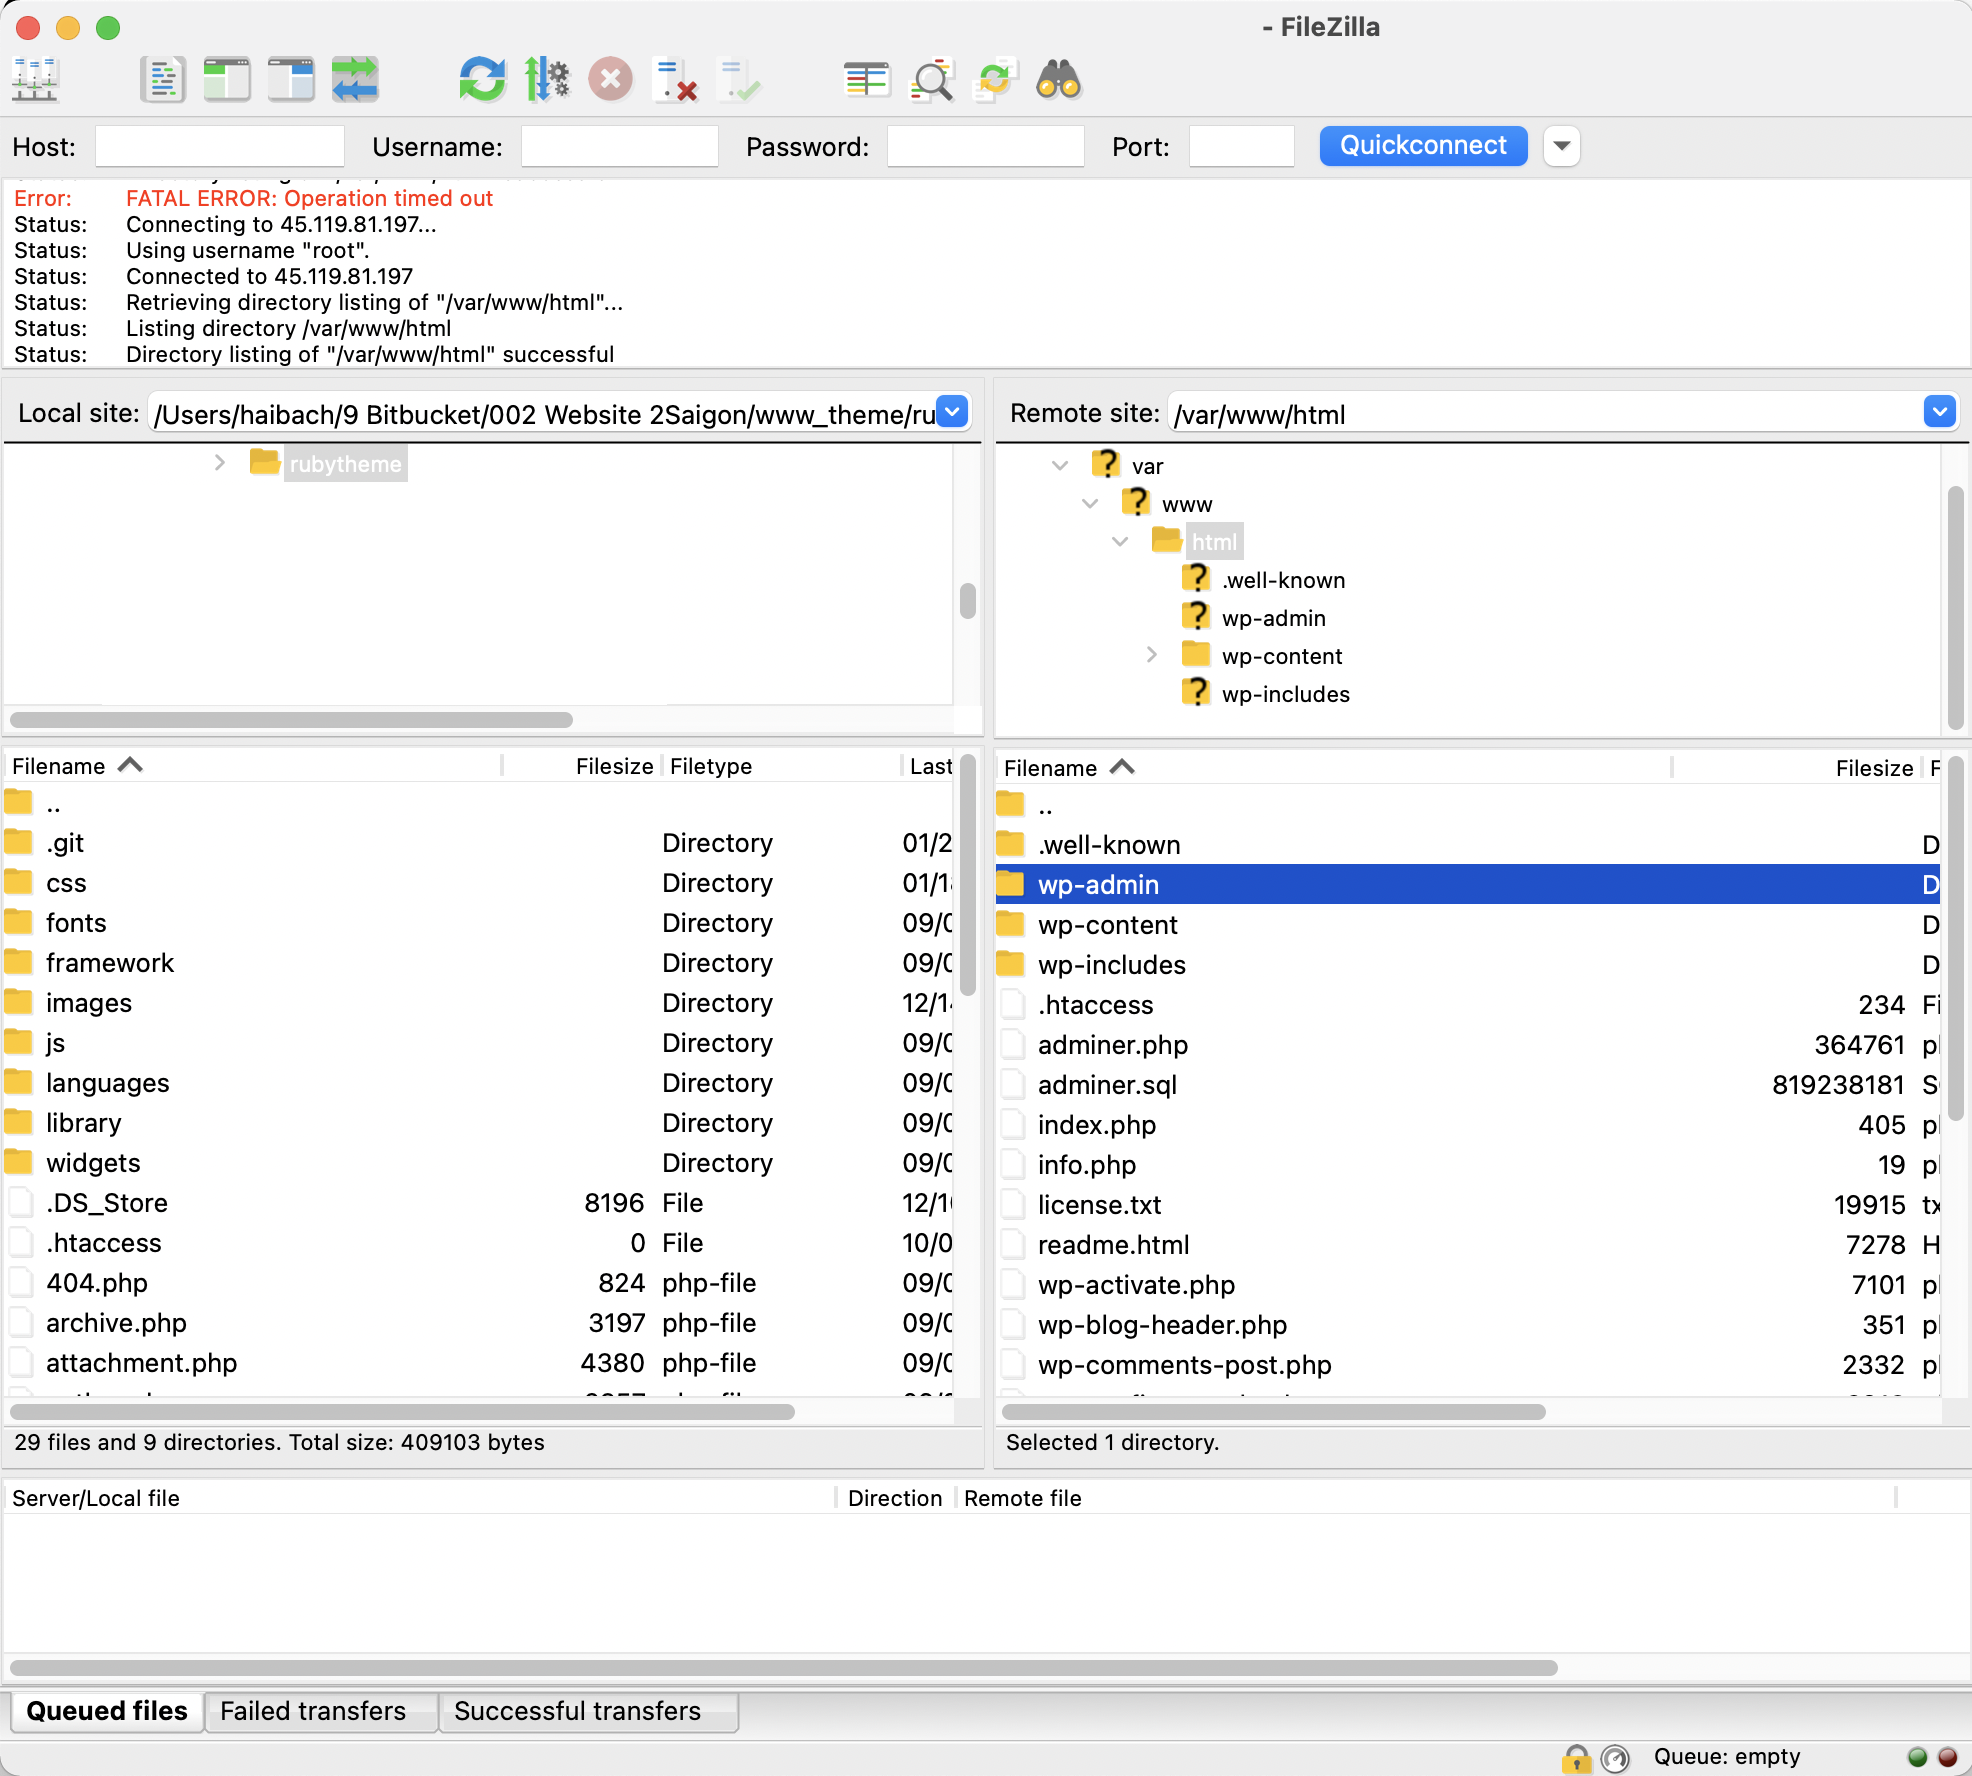 - FileZilla
Host: Username: Password: Port: Quickconnect
Error: FATAL ERROR: Operation timed out
Status: Connecting to 45.119.81.197...
Status: Using username "root".
Status: Connected to 45.119.81.197
Status: Retrieving directory listing of "/var/www/html"...
Status: Listing directory /var/www/html
Status: Directory listing of "/var/www/html" successful
Local site: /Users/haibach/9 Bitbucket/002 Website 2Saigon/www_theme/ru
rubytheme
Remote site: /var/www/html
var
www
html
.well-known
wp-admin
wp-content
wp-includes
Filename Filesize Filetype Last
..
.git Directory 01/2
css Directory 01/1
fonts Directory 09/0
framework Directory 09/0
images Directory 12/1
js Directory 09/0
languages Directory 09/0
library Directory 09/0
widgets Directory 09/0
.DS_Store 8196 File 12/1
.htaccess 0 File 10/0
404.php 824 php-file 09/0
archive.php 3197 php-file 09/0
attachment.php 4380 php-file 09/0
29 files and 9 directories. Total size: 409103 bytes
Filename Filesize F
..
.well-known D
wp-admin D
wp-content D
wp-includes D
.htaccess 234 Fi
adminer.php 364761 p
adminer.sql 819238181 S
index.php 405 p
info.php 19 p
license.txt 19915 tx
readme.html 7278 H
wp-activate.php 7101 p
wp-blog-header.php 351 p
wp-comments-post.php 2332 p
Selected 1 directory.
Server/Local file Direction Remote file
Queued files Failed transfers Successful transfers
Queue: empty